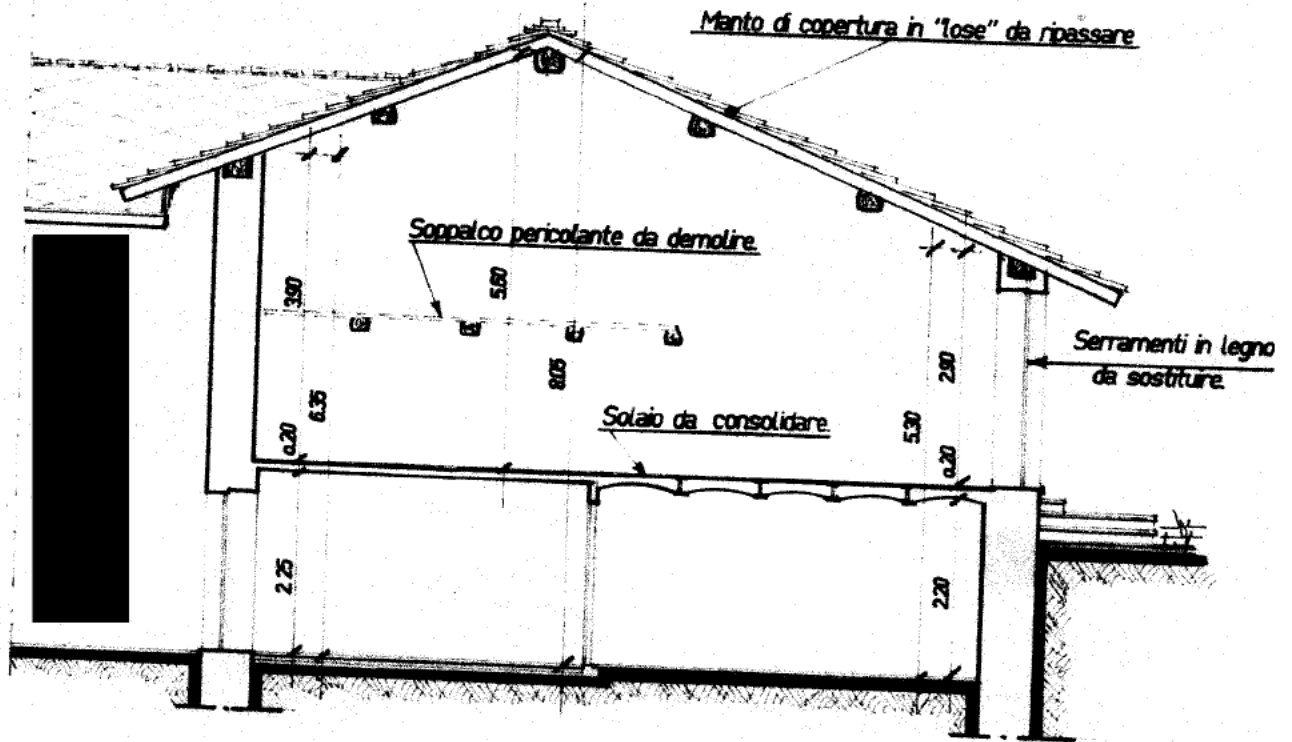 Manto di copertura in "lose" da ripassare
Soppalco pericolante da demolire
3.90
5.60
Serramenti in legno
da sostituire
8.05
2.90
6.35
Solaio da consolidare
5.30
0.20
0.20
2.25
2.20